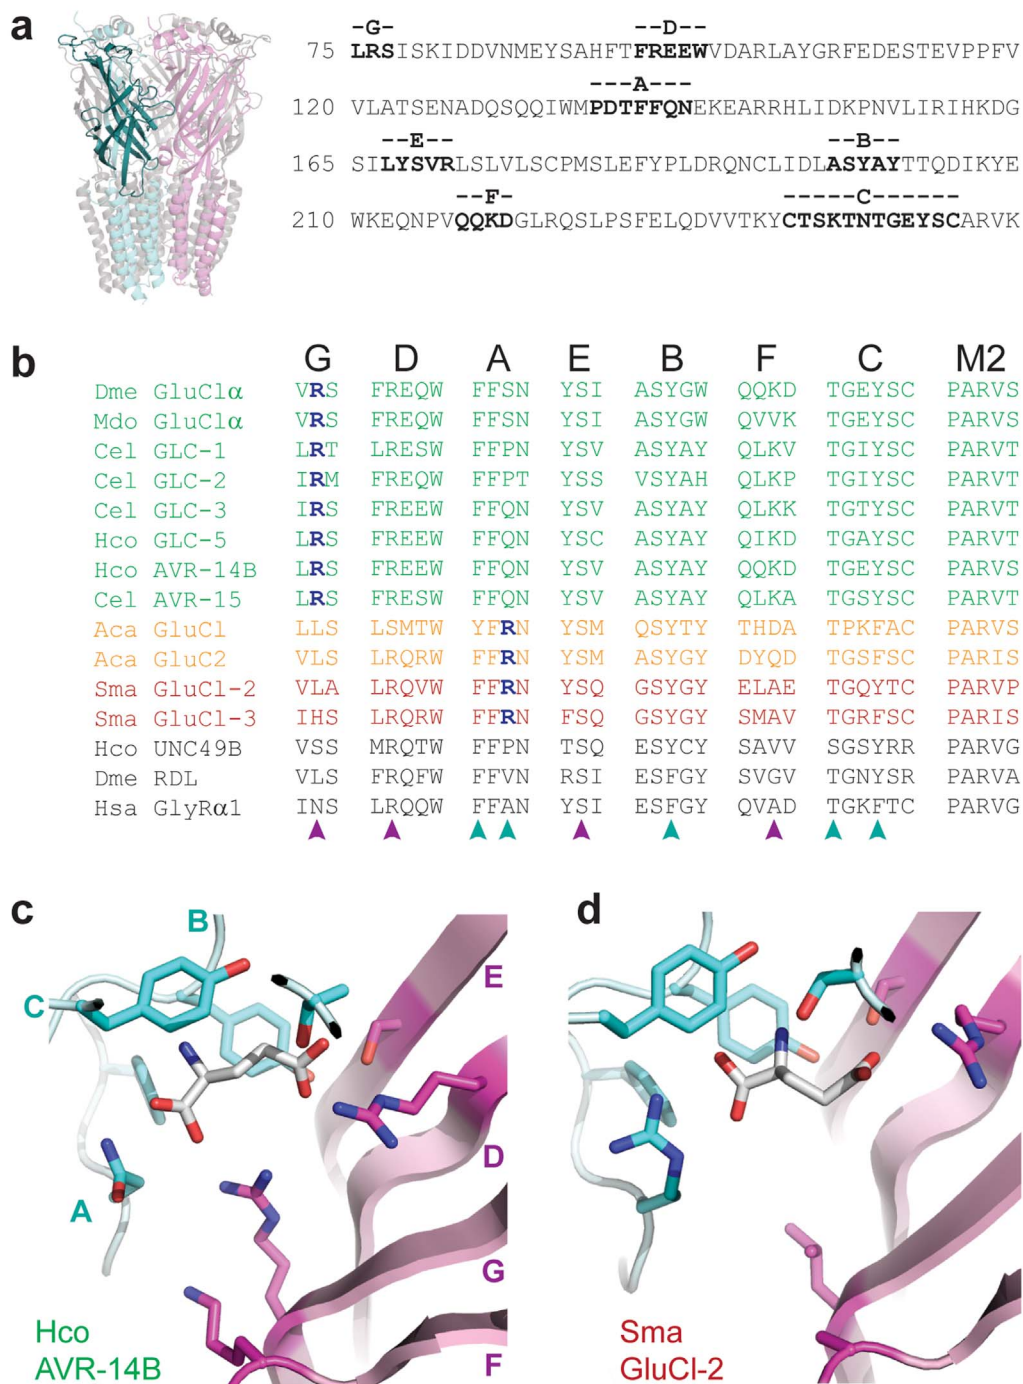 a
--G-- --D--
75 LRSISKIDDVNMEYSAHFTFREEWVDARLAYGRFEDESTEVPPFV
---A---
120 VLATSENADQSQQIWMPDTFFQNEKEARRHLIDKPNVLIRIHKDG
--E-- --B--
165 SILYSVRLSLVLSCPMSLEFYPLDRQNCLIDLASYAYTTQDIKYE
--F- ------C------
210 WKEQNPVQQKDGLRQSLPSFELQDVVTKYCTSKTNTGEYSCARVK
b G D A E B F C M2
Dme GluClα VRS FREQW FFSN YSI ASYGW QQKD TGEYSC PARVS
Mdo GluClα VRS FREQW FFSN YSI ASYGW QVVK TGEYSC PARVS
Cel GLC-1 LRT LRESW FFPN YSV ASYAY QLKV TGIYSC PARVT
Cel GLC-2 IRM FREQW FFPT YSS VSYAH QLKP TGIYSC PARVT
Cel GLC-3 IRS FREEW FFQN YSV ASYAY QLKK TGTYSC PARVT
Hco GLC-5 LRS FREEW FFQN YSC ASYAY QIKD TGAYSC PARVT
Hco AVR-14B LRS FREEW FFQN YSV ASYAY QQKD TGEYSC PARVT
Cel AVR-15 LRS FRESW FFQN YSV ASYAY QLKA TGSYSC PARVT
Aca GluCl LLS LSMTW YFRN YSM QSYTY THDA TPKFAC PARVS
Aca GluC2 VLS LRQRW FFRN YSM ASYGY DYQD TGSFSC PARIS
Sma GluCl-2 VLA LRQVW FFRN YSQ GSYGY ELAE TGQYTC PARVP
Sma GluCl-3 IHS LRQRW FFRN FSQ GSYGY SMAV TGRFSC PARIS
Hco UNC49B VSS MRQTW FFPN TSQ ESYCY SAVV SGSYRR PARVG
Dme RDL VLS FRQFW FFVN RSI ESFGY SVGV TGNYSR PARVA
Hsa GlyRα1 INS LRQQW FFAN YSI ESFGY QVAD TGKFTC PARVG
c
B
E
C
D
A
G
F
Hco
AVR-14B
d
Sma
GluCl-2